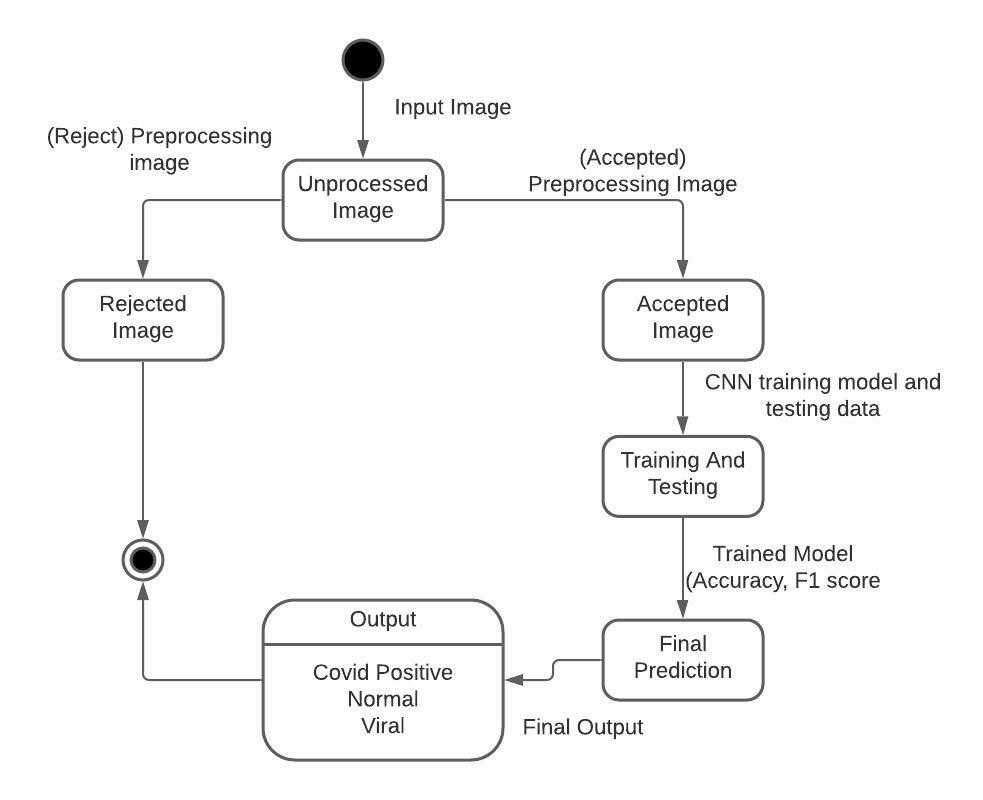 Input Image
(Reject) Preprocessing
image
(Accepted)
Preprocessing Image
Unprocessed
Image
Rejected
Image
Accepted
Image
CNN training model and
testing data
Training And
Testing
Trained Model
(Accuracy, F1 score
Final
Prediction
Output
Covid Positive
Normal
Viral
Final Output